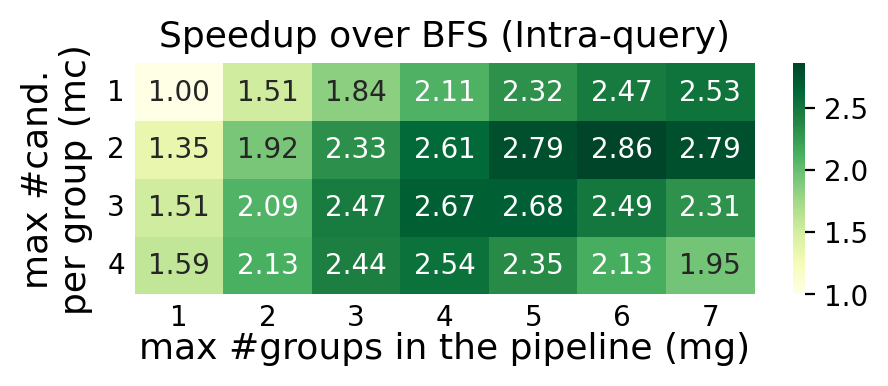 Speedup over BFS (Intra-query)
max #cand.
per group (mc)
1 1.00 1.51 1.84 2.11 2.32 2.47 2.53
2 1.35 1.92 2.33 2.61 2.79 2.86 2.79
3 1.51 2.09 2.47 2.67 2.68 2.49 2.31
4 1.59 2.13 2.44 2.54 2.35 2.13 1.95
1 2 3 4 5 6 7
max #groups in the pipeline (mg)
2.5
2.0
1.5
1.0